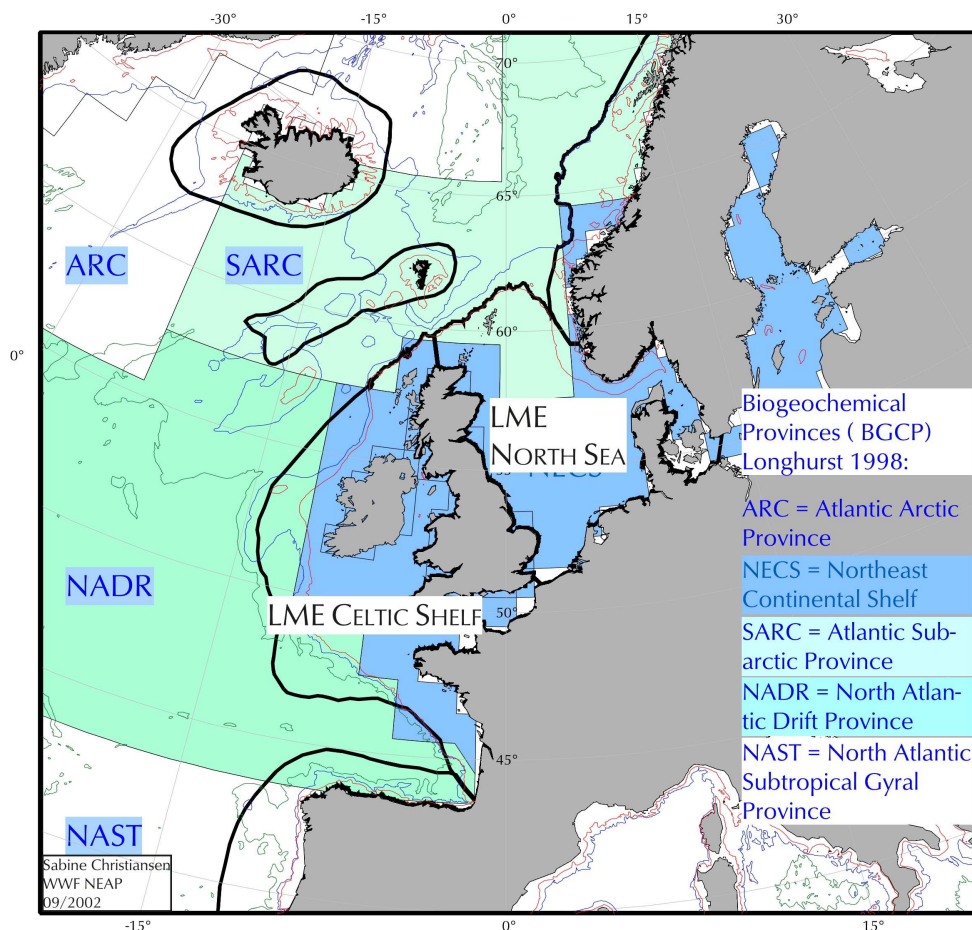 -30°
-15°
0°
15°
30°
70°
65°
ARC
SARC
60°
0°
LME
NORTH SEA
NECS
Biogeochemical
Provinces ( BGCP)
Longhurst 1998:
ARC = Atlantic Arctic
Province
NECS = Northeast
Continental Shelf
NADR
LME CELTIC SHELF
50°
SARC = Atlantic Sub-
arctic Province
NADR = North Atlan-
tic Drift Province
45°
NAST = North Atlantic
Subtropical Gyral
Province
NAST
Sabine Christiansen
WWF NEAP
09/2002
-15°
0°
15°